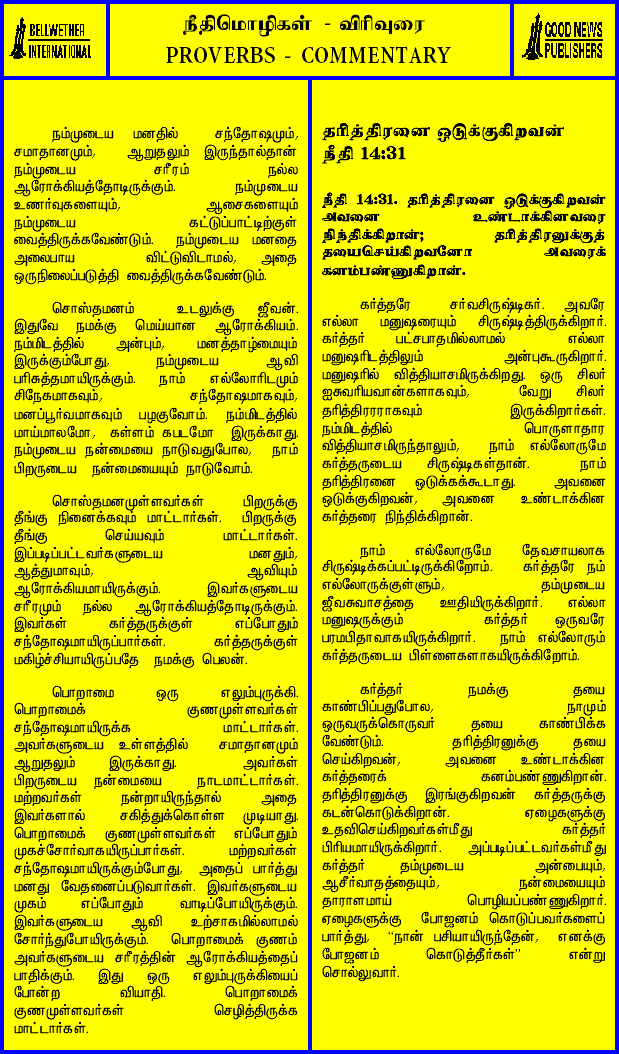 BELLWETHER
INTERNATIONAL
நீதிமொழிகள் - விரிவுரை
PROVERBS - COMMENTARY
GOOD NEWS
PUBLISHERS
நம்முடைய மனதில் சந்தோஷமும்,
சமாதானமும், ஆறுதலும் இருந்தால்தான்
நம்முடைய சரீரம் நல்ல
ஆரோக்கியத்தோடிருக்கும். நம்முடைய
உணர்வுகளையும், ஆசைகளையும்
நம்முடைய கட்டுப்பாட்டிற்குள்
வைத்திருக்கவேண்டும். நம்முடைய மனதை
அலைபாய விட்டுவிடாமல், அதை
ஒருநிலைப்படுத்தி வைத்திருக்கவேண்டும்.
சொஸ்தமனம் உடலுக்கு ஜீவன்.
இதுவே நமக்கு மெய்யான ஆரோக்கியம்.
நம்மிடத்தில் அன்பும், மனத்தாழ்மையும்
இருக்கும்போது, நம்முடைய ஆவி
பரிசுத்தமாயிருக்கும். நாம் எல்லோரிடமும்
சிநேகமாகவும், சந்தோஷமாகவும்,
மனப்பூர்வமாகவும் பழகுவோம். நம்மிடத்தில்
மாய்மாலமோ, கள்ளம் கபடமோ இருக்காது.
நம்முடைய நன்மையை நாடுவதுபோல, நாம்
பிறருடைய நன்மையையும் நாடுவோம்.
சொஸ்தமனமுள்ளவர்கள் பிறருக்கு
தீங்கு நினைக்கவும் மாட்டார்கள். பிறருக்கு
தீங்கு செய்யவும் மாட்டார்கள்.
இப்படிப்பட்டவர்களுடைய மனதும்,
ஆத்துமாவும், ஆவியும்
ஆரோக்கியமாயிருக்கும். இவர்களுடைய
சரீரமும் நல்ல ஆரோக்கியத்தோடிருக்கும்.
இவர்கள் கர்த்தருக்குள் எப்போதும்
சந்தோஷமாயிருப்பார்கள். கர்த்தருக்குள்
மகிழ்ச்சியாயிருப்பதே நமக்கு பெலன்.
பொறாமை ஒரு எலும்புருக்கி.
பொறாமைக் குணமுள்ளவர்கள்
சந்தோஷமாயிருக்க மாட்டார்கள்.
அவர்களுடைய உள்ளத்தில் சமாதானமும்
ஆறுதலும் இருக்காது. அவர்கள்
பிறருடைய நன்மையை நாடமாட்டார்கள்.
மற்றவர்கள் நன்றாயிருந்தால் அதை
இவர்களால் சகித்துக்கொள்ள முடியாது.
பொறாமைக் குணமுள்ளவர்கள் எப்போதும்
முகச்சோர்வாகயிருப்பார்கள். மற்றவர்கள்
சந்தோஷமாயிருக்கும்போது, அதைப் பார்த்து
மனது வேதனைப்படுவார்கள். இவர்களுடைய
முகம் எப்போதும் வாடிப்போயிருக்கும்.
இவர்களுடைய ஆவி உற்சாகமில்லாமல்
சோர்ந்துபோயிருக்கும். பொறாமைக் குணம்
அவர்களுடைய சரீரத்தின் ஆரோக்கியத்தைப்
பாதிக்கும். இது ஒரு எலும்புருக்கியைப்
போன்ற வியாதி. பொறாமைக்
குணமுள்ளவர்கள் செழித்திருக்க
மாட்டார்கள்.
தரித்திரனை ஒடுக்குகிறவன்
நீதி 14:31
நீதி 14:31. தரித்திரனை ஒடுக்குகிறவன்
அவனை உண்டாக்கினவரை
நிந்திக்கிறான்; தரித்திரனுக்குத்
தயைசெய்கிறவனோ அவரைக்
கனம்பண்ணுகிறான்.
கர்த்தரே சர்வசிருஷ்டிகர். அவரே
எல்லா மனுஷரையும் சிருஷ்டித்திருக்கிறார்.
கர்த்தர் பட்சபாதமில்லாமல் எல்லா
மனுஷரிடத்திலும் அன்புகூருகிறார்.
மனுஷரில் வித்தியாசமிருக்கிறது. ஒரு சிலர்
ஐசுவரியவான்களாகவும், வேறு சிலர்
தரித்திரரராகவும் இருக்கிறார்கள்.
நம்மிடத்தில் பொருளாதார
வித்தியாசமிருந்தாலும், நாம் எல்லோருமே
கர்த்தருடைய சிருஷ்டிகள்தான். நாம்
தரித்திரனை ஒடுக்கக்கூடாது. அவனை
ஒடுக்குகிறவன், அவனை உண்டாக்கின
கர்த்தரை நிந்திக்கிறான்.
நாம் எல்லோருமே தேவசாயலாக
சிருஷ்டிக்கப்பட்டிருக்கிறோம். கர்த்தரே நம்
எல்லோருக்குள்ளும், தம்முடைய
ஜீவசுவாசத்தை ஊதியிருக்கிறார். எல்லா
மனுஷருக்கும் கர்த்தர் ஒருவரே
பரமபிதாவாகயிருக்கிறார். நாம் எல்லோரும்
கர்த்தருடைய பிள்ளைகளாகயிருக்கிறோம்.
கர்த்தர் நமக்கு தயை
காண்பிப்பதுபோல, நாமும்
ஒருவருக்கொருவர் தயை காண்பிக்க
வேண்டும். தரித்திரனுக்கு தயை
செய்கிறவன், அவனை உண்டாக்கின
கர்த்தரைக் கனம்பண்ணுகிறான்.
தரித்திரனுக்கு இரங்குகிறவன் கர்த்தருக்கு
கடன்கொடுக்கிறான். ஏழைகளுக்கு
உதவிசெய்கிறவர்கள்மீது கர்த்தர்
பிரியமாயிருக்கிறார். அப்படிப்பட்டவர்கள்மீது
கர்த்தர் தம்முடைய அன்பையும்,
ஆசீர்வாதத்தையும், நன்மையையும்
தாராளமாய் பொழியப்பண்ணுகிறார்.
ஏழைகளுக்கு போஜனம் கொடுப்பவர்களைப்
பார்த்து, “நான் பசியாயிருந்தேன், எனக்கு
போஜனம் கொடுத்தீர்கள்” என்று
சொல்லுவார்.